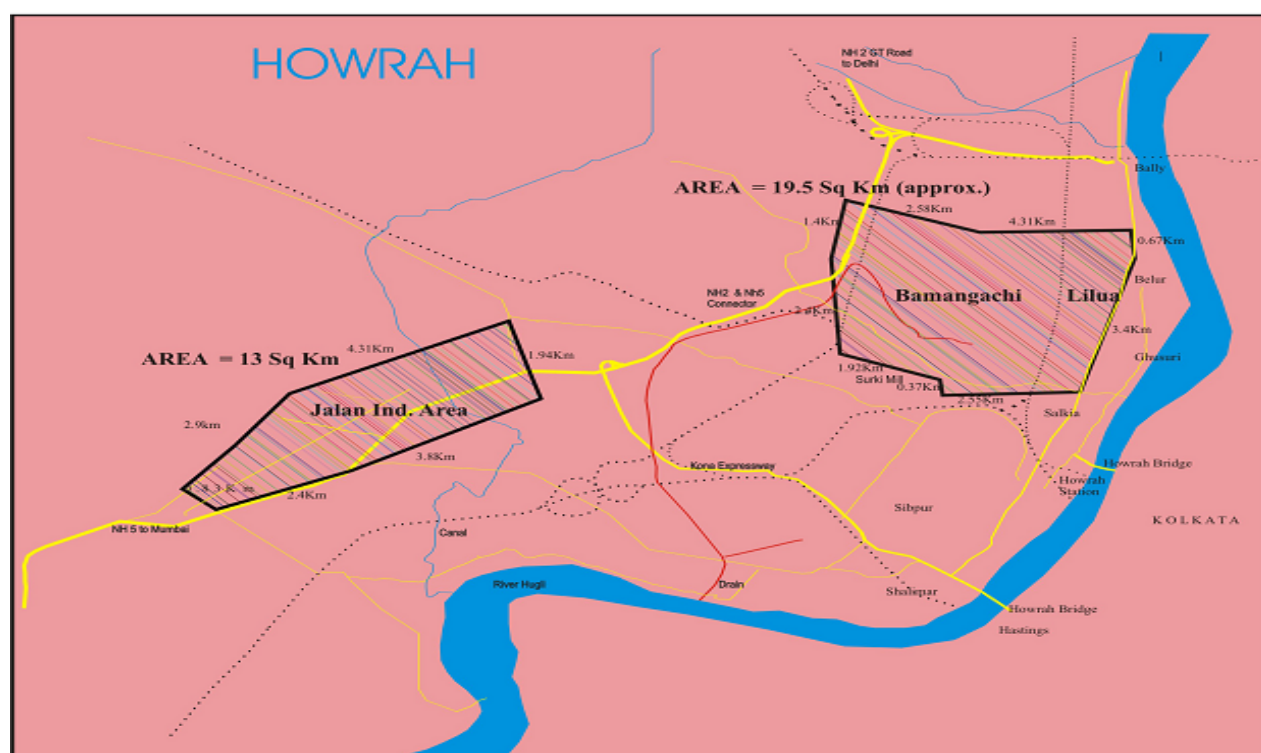 HOWRAH
NH 2 GT Road
to Delhi
Bally
AREA = 19.5 Sq Km (approx.)
1.4Km
2.58Km
4.31Km
0.67Km
Belur
Bamangachi
Lilua
NH2 & Nh5
Connector
3.4Km
Ghusuri
AREA = 13 Sq Km
4.31Km
1.94Km
1.92Km
Surki Mill
0.37Km
2.55Km
Jalan Ind. Area
Salkia
2.9km
3.8Km
Kona Expressway
Howrah Bridge
Howrah
Station
2.4Km
Sibpur
KOLKATA
NH 5 to Mumbai
Canal
River Hugli
Drain
Howrah Bridge
Hastings